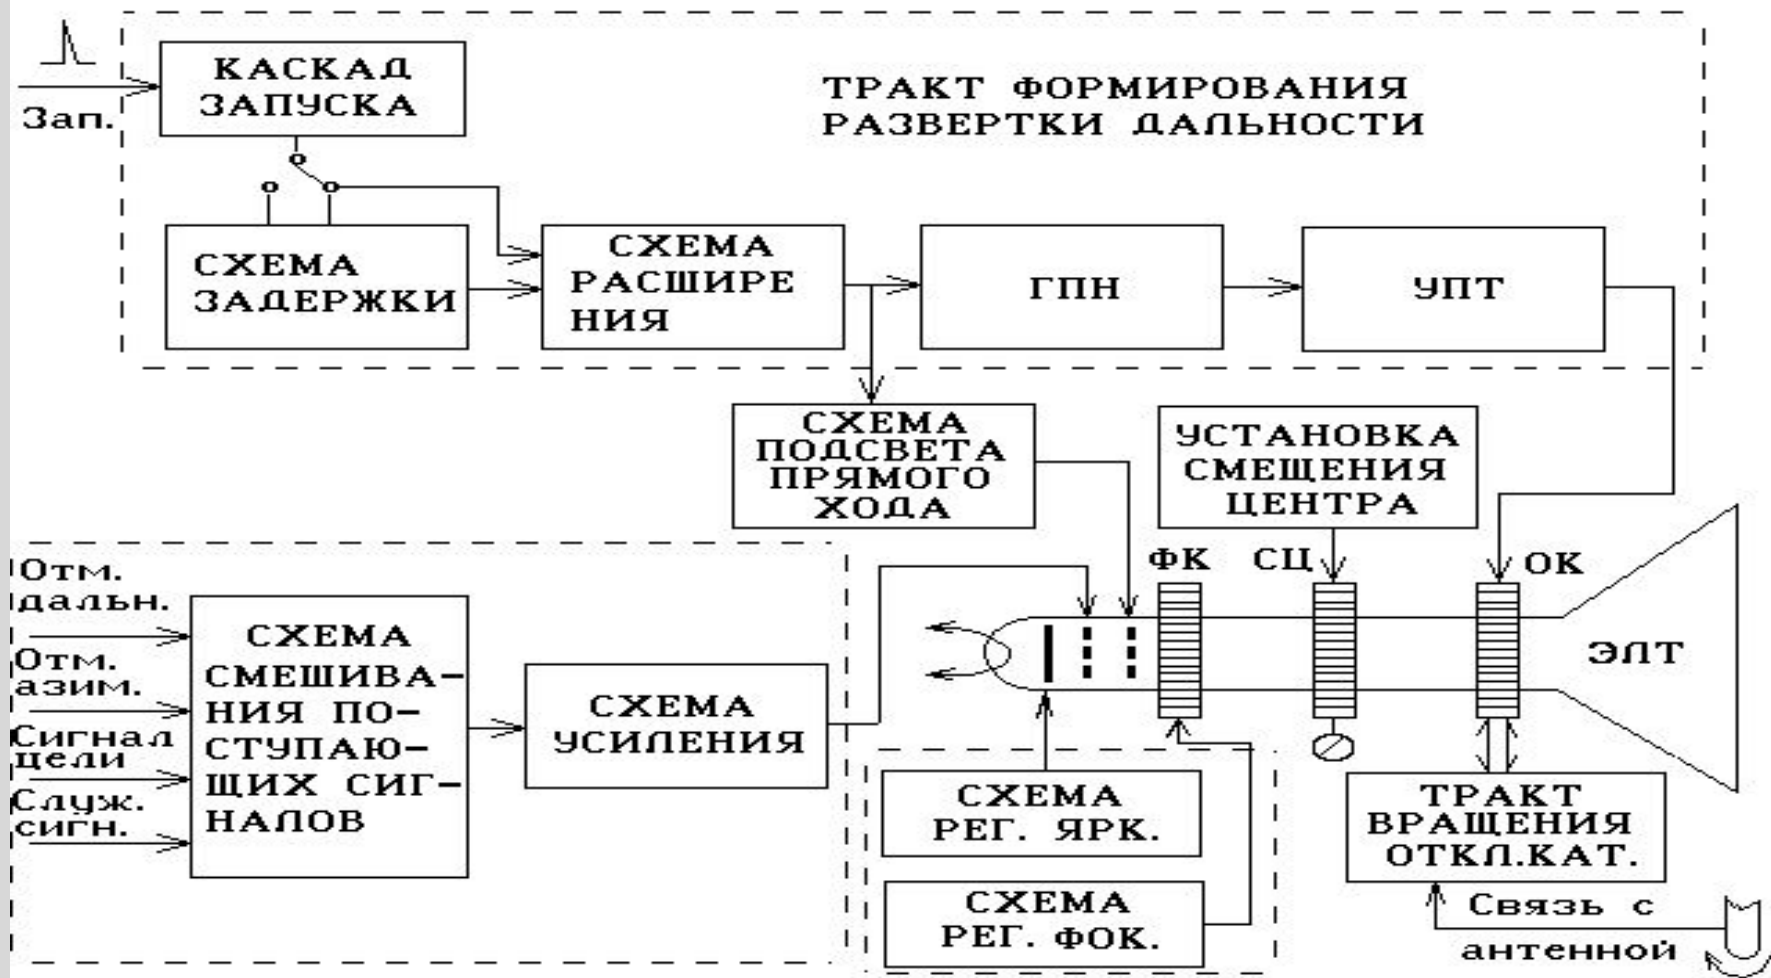 КАСКАД
ЗАПУСКА
Зап.
ТРАКТ ФОРМИРОВАНИЯ
РАЗВЕРТКИ ДАЛЬНОСТИ
СХЕМА
ЗАДЕРЖКИ
СХЕМА
РАСШИРЕ
НИЯ
ГПН
УПТ
СХЕМА
ПОДСВЕТА
ПРЯМОГО
ХОДА
УСТАНОВКА
СМЕЩЕНИЯ
ЦЕНТРА
ФК
СЦ
ОК
ЭЛТ
Отм.
дальн.
Отм.
азим.
Сигнал
цели
Служ.
сигн.
СХЕМА
СМЕШИВА-
НИЯ ПО-
СТУПАЮ-
ЩИХ СИГ-
НАЛОВ
СХЕМА
УСИЛЕНИЯ
СХЕМА
РЕГ. ЯРК.
СХЕМА
РЕГ. ФОК.
ТРАКТ
ВРАЩЕНИЯ
ОТКЛ.КАТ.
Связь с
антенной